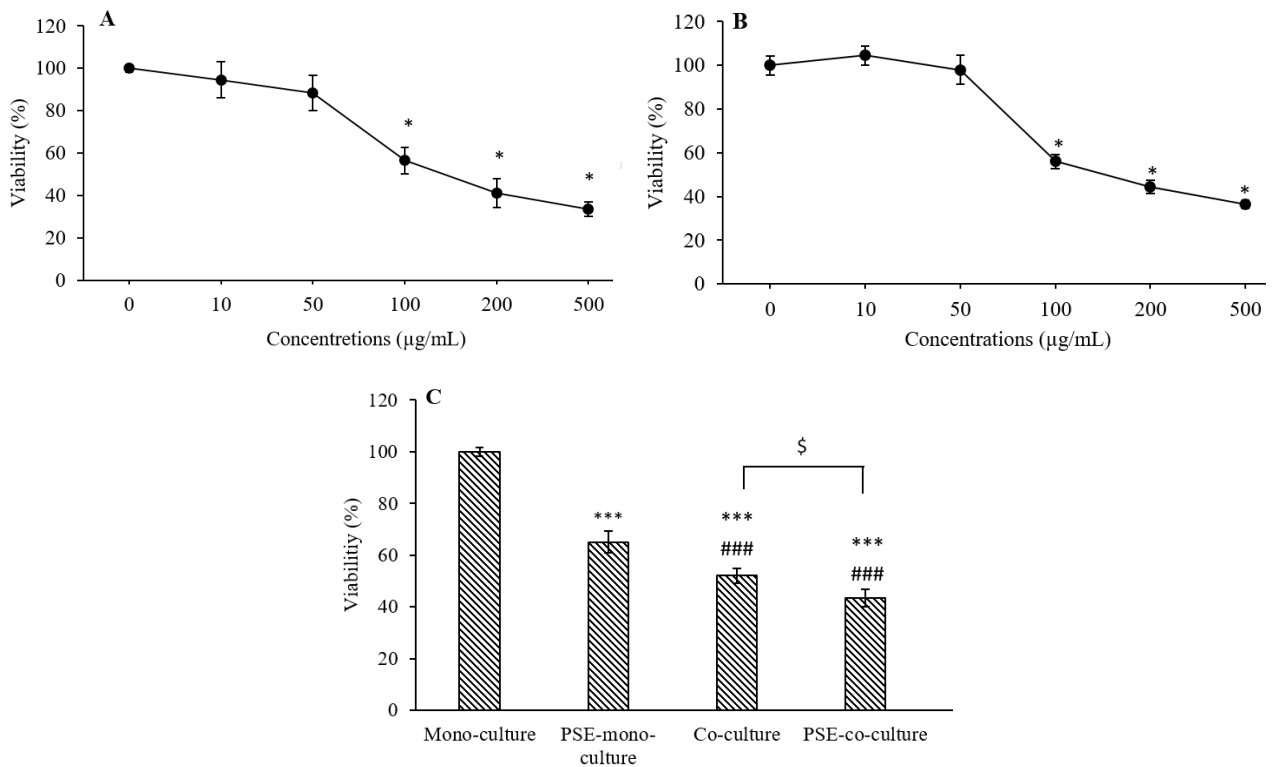 A
120
100
80
60
40
20
0
Viability (%)
*
*
*
0 10 50 100 200 500
Concentretions (µg/mL)
B
120
100
80
60
40
20
0
Viability (%)
*
*
*
0 10 50 100 200 500
Concentrations (µg/mL)
C
120
100
80
60
40
20
0
Viabilitiy (%)
$
***
***
###
***
###
Mono-culture PSE-mono- Co-culture PSE-co-culture
culture